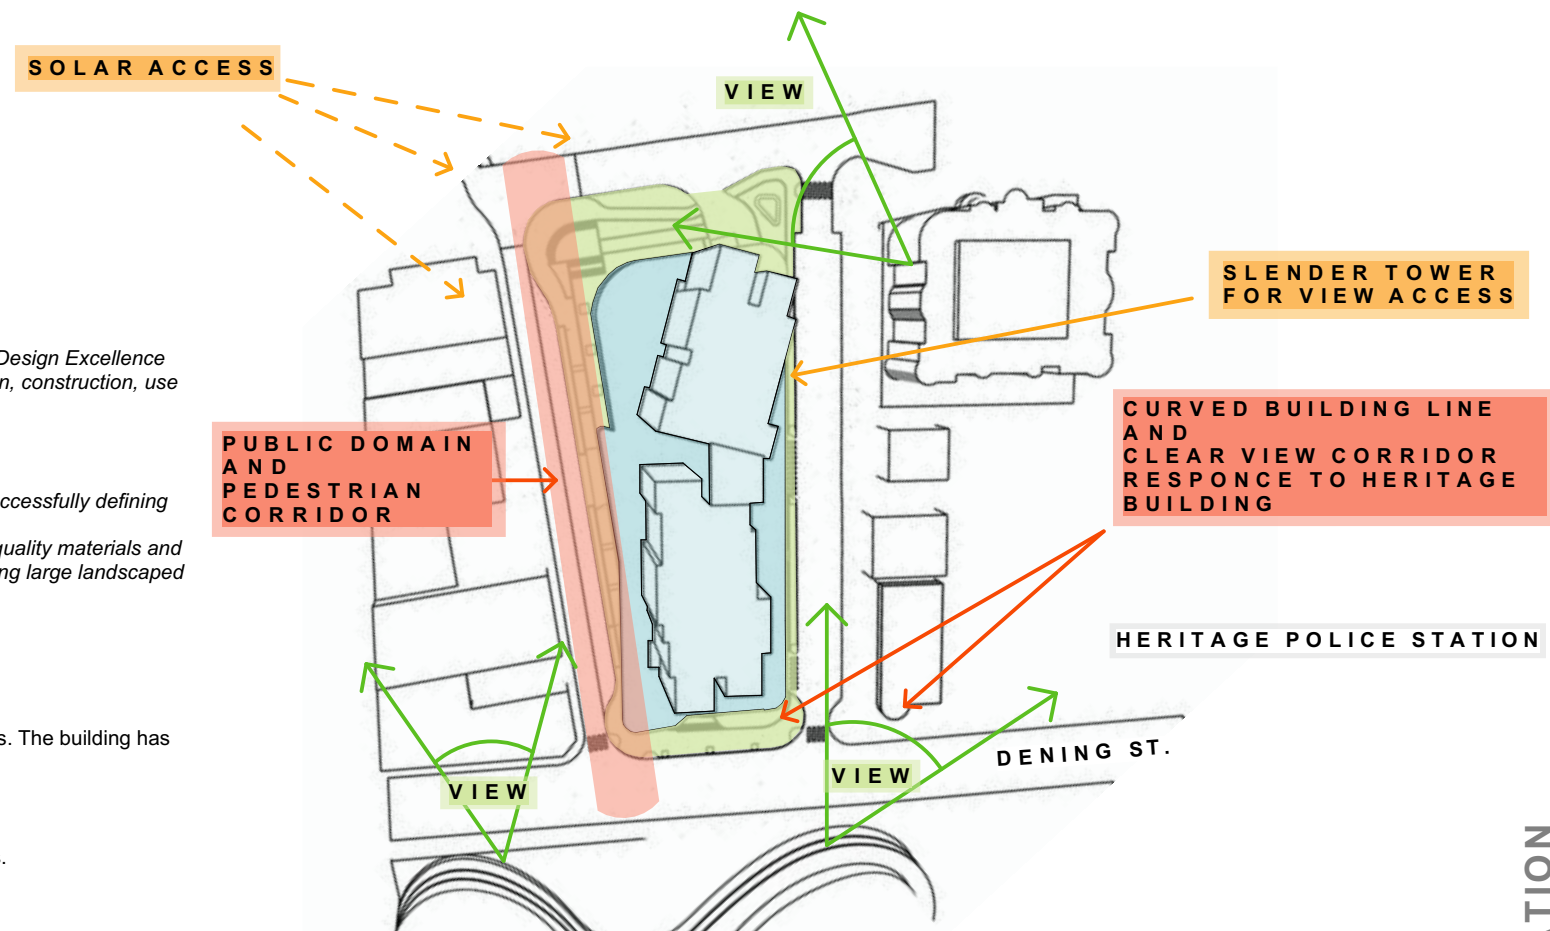 SOLAR ACCESS
VIEW
SLENDER TOWER
FOR VIEW ACCESS
Design Excellence
n, construction, use
CURVED BUILDING LINE
AND
CLEAR VIEW CORRIDOR
RESPONCE TO HERITAGE
BUILDING
PUBLIC DOMAIN
AND
PEDESTRIAN
CORRIDOR
ccessfully defining
quality materials and
ng large landscaped
HERITAGE POLICE STATION
s. The building has
DENING ST.
VIEW
VIEW
s.
ATION